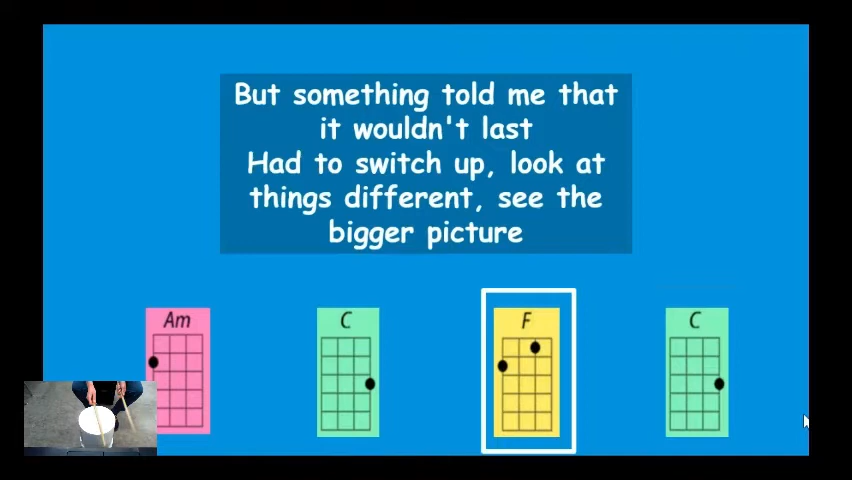 But something told me that
it wouldn't last
Had to switch up, look at
things different, see the
bigger picture
Am C F C